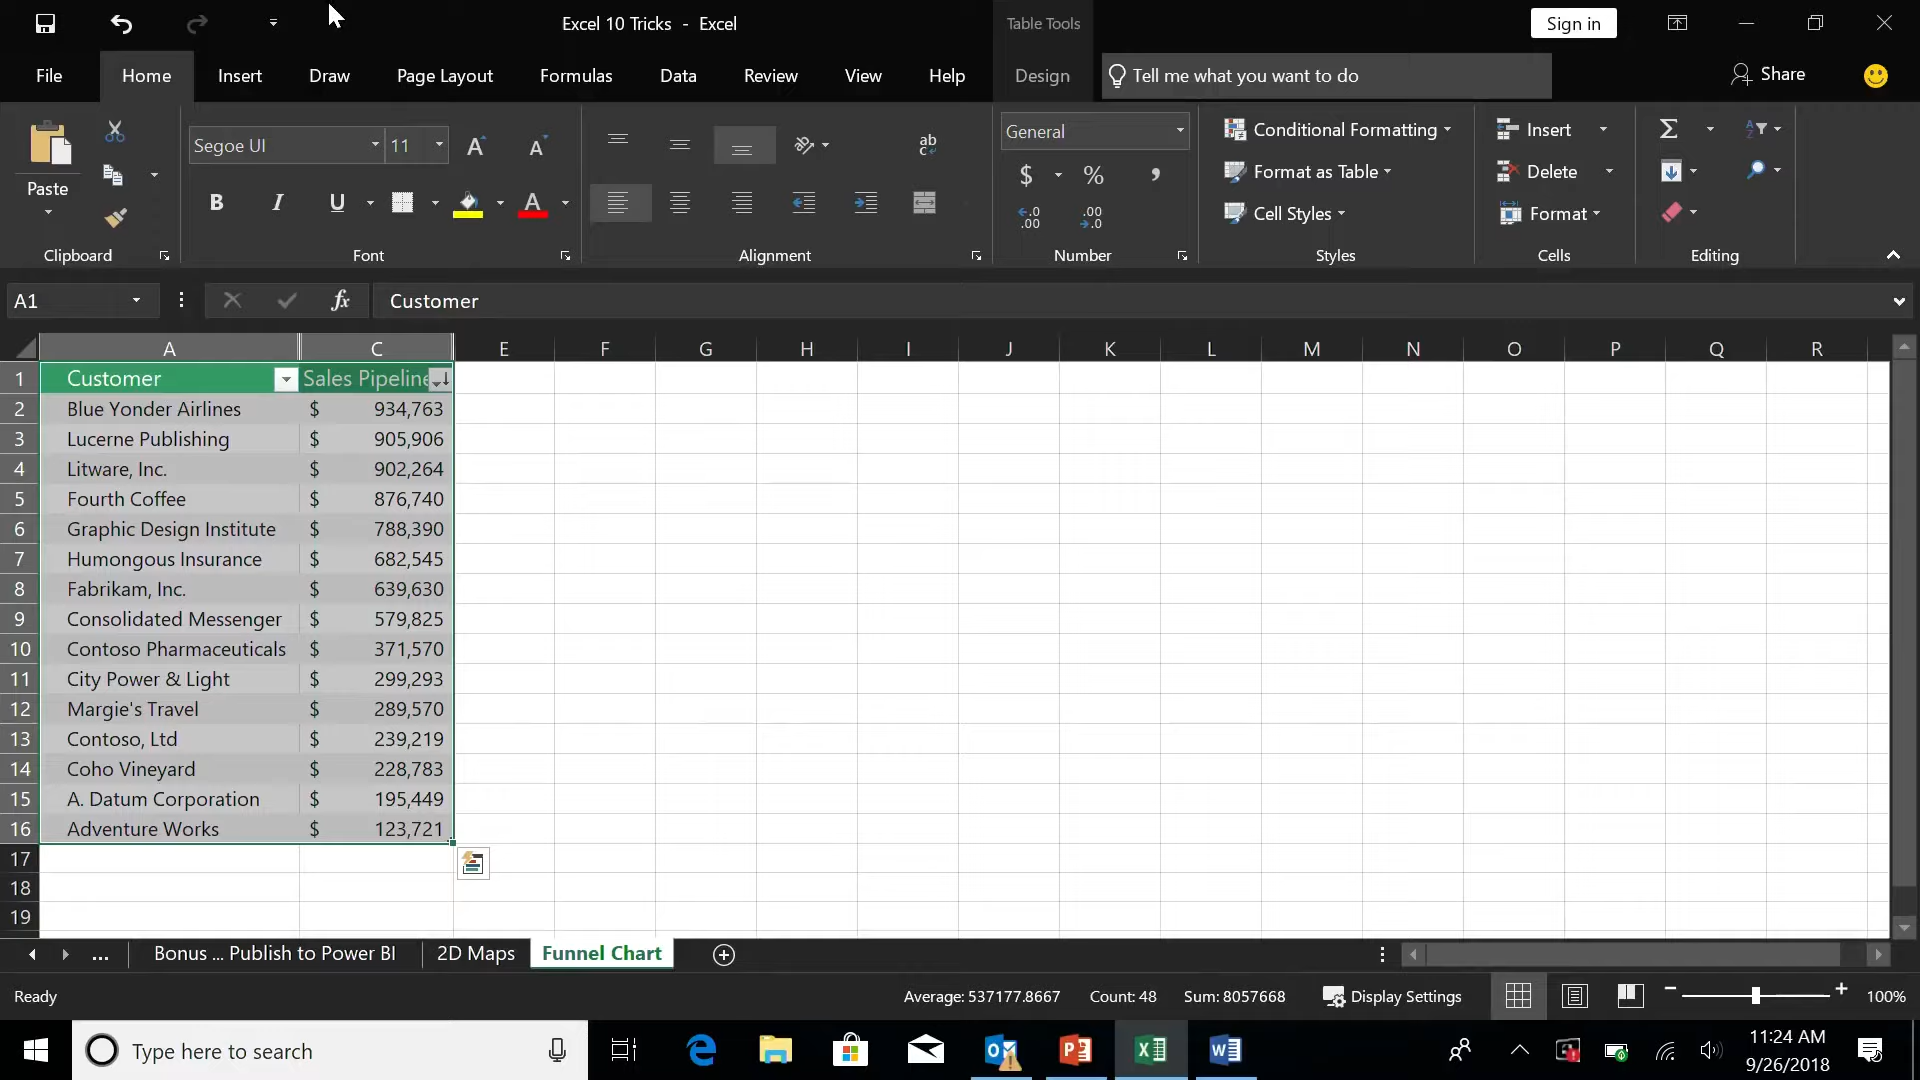 Excel 10 Tricks - Excel
Table Tools
Sign in
File Home Insert Draw Page Layout Formulas Data Review View Help Design Tell me what you want to do Share
Paste
Segoe UI 11
B I U A
ab
General
$ % ,
Conditional Formatting
Format as Table
Cell Styles
Insert
Delete
Format
Clipboard Font Alignment Number Styles Cells Editing
A1 fx Customer
A C E F G H I J K L M N O P Q R
1 Customer Sales Pipeline
2 Blue Yonder Airlines $ 934,763
3 Lucerne Publishing $ 905,906
4 Litware, Inc. $ 902,264
5 Fourth Coffee $ 876,740
6 Graphic Design Institute $ 788,390
7 Humongous Insurance $ 682,545
8 Fabrikam, Inc. $ 639,630
9 Consolidated Messenger $ 579,825
10 Contoso Pharmaceuticals $ 371,570
11 City Power & Light $ 299,293
12 Margie's Travel $ 289,570
13 Contoso, Ltd $ 239,219
14 Coho Vineyard $ 228,783
15 A. Datum Corporation $ 195,449
16 Adventure Works $ 123,721
17
18
19
... Bonus ... Publish to Power BI 2D Maps Funnel Chart
Ready Average: 537177.8667 Count: 48 Sum: 8057668 Display Settings 100%
Type here to search
11:24 AM
9/26/2018